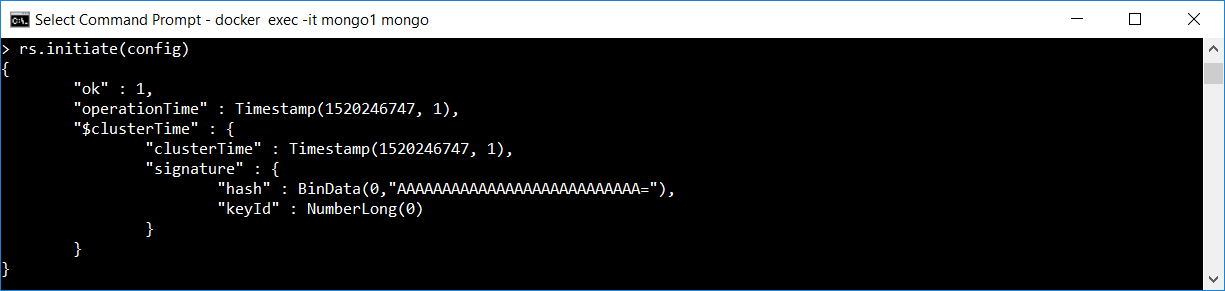 Select Command Prompt - docker  exec -it mongo1 mongo
> rs.initiate(config)
{
        "ok" : 1,
        "operationTime" : Timestamp(1520246747, 1),
        "$clusterTime" : {
                "clusterTime" : Timestamp(1520246747, 1),
                "signature" : {
                        "hash" : BinData(0,"AAAAAAAAAAAAAAAAAAAAAAAAAAA="),
                        "keyId" : NumberLong(0)
                }
        }
}